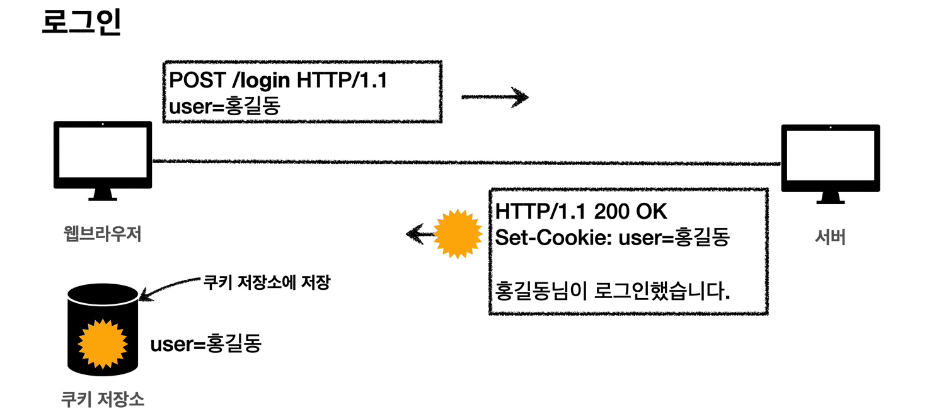 로그인
POST /login HTTP/1.1
user=홍길동
웹브라우저
서버
HTTP/1.1 200 OK
Set-Cookie: user=홍길동
홍길동님이 로그인했습니다.
쿠키 저장소에 저장
user=홍길동
쿠키 저장소